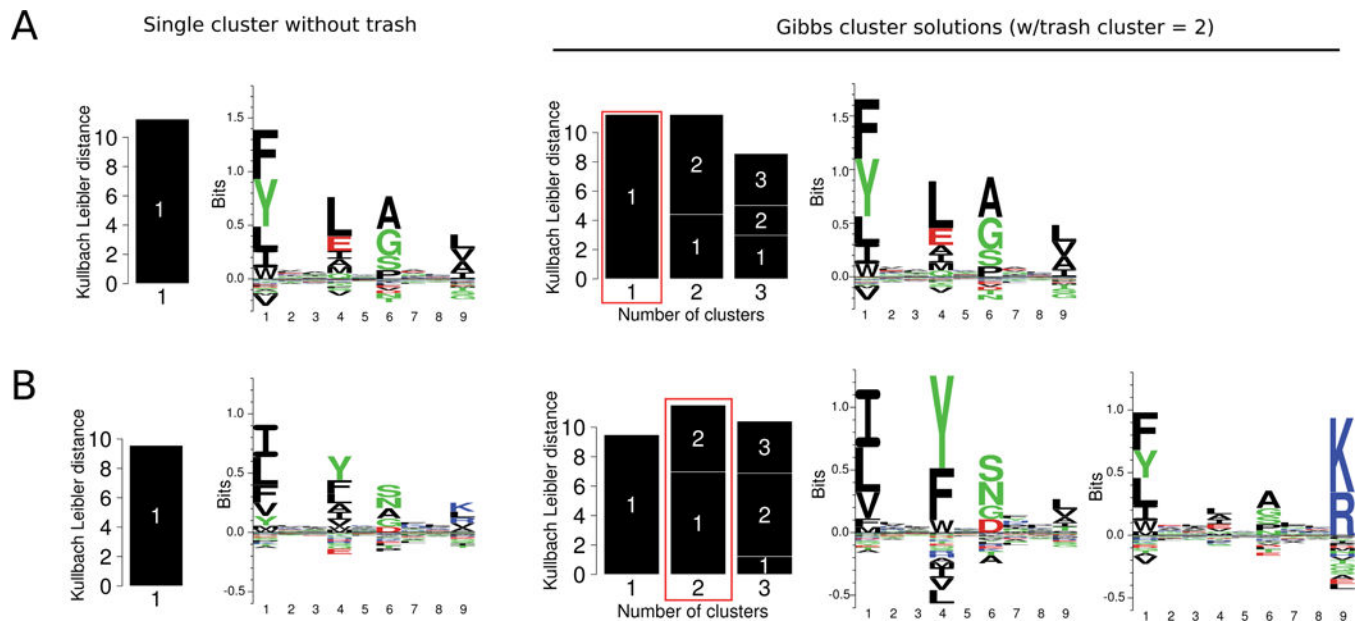 A
Single cluster without trash
Gibbs cluster solutions (w/trash cluster = 2)
Kullbach Leibler distance
10
8
6
4
2
0
1
1
Bits
1.5
1.0
0.5
0.0
F
Y
L
I
W
V
L
E
A
G
S
P
L
V
1 2 3 4 5 6 7 8 9
Kullbach Leibler distance
10
8
6
4
2
0
1
2
1
3
2
1
1 2 3
Number of clusters
Bits
1.5
1.0
0.5
0.0
F
Y
L
I
W
V
L
E
A
G
S
P
L
V
1 2 3 4 5 6 7 8 9
B
Kullbach Leibler distance
10
8
6
4
2
0
1
1
Bits
1.0
0.5
0.0
-0.5
I
L
F
V
Y
Y
F
L
S
N
A
G
D
K
1 2 3 4 5 6 7 8 9
Kullbach Leibler distance
10
8
6
4
2
0
1
2
1
3
2
1
1 2 3
Number of clusters
Bits
1.0
0.5
0.0
-0.5
I
L
V
F
Y
F
W
S
N
G
D
L
V
1 2 3 4 5 6 7 8 9
Bits
1.0
0.5
0.0
-0.5
F
Y
L
W
I
V
A
G
S
K
R
1 2 3 4 5 6 7 8 9